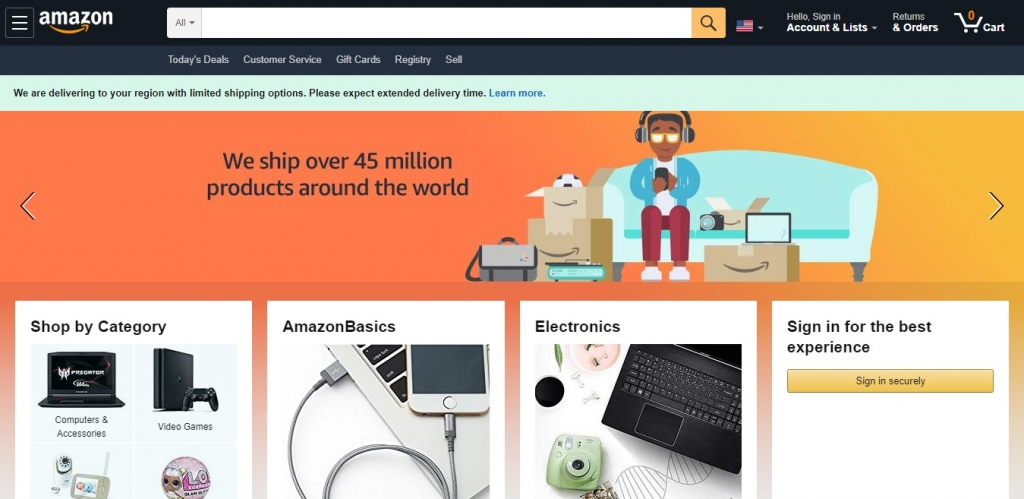 amazon
All
Hello, Sign in
Account & Lists
Returns
& Orders
0
Cart
Today's Deals
Customer Service
Gift Cards
Registry
Sell
We are delivering to your region with limited shipping options. Please expect extended delivery time. Learn more.
We ship over 45 million
products around the world
Shop by Category
PREDATOR
Computers &
Accessories
Video Games
L.O.L
AmazonBasics
Electronics
Sign in for the best
experience
Sign in securely